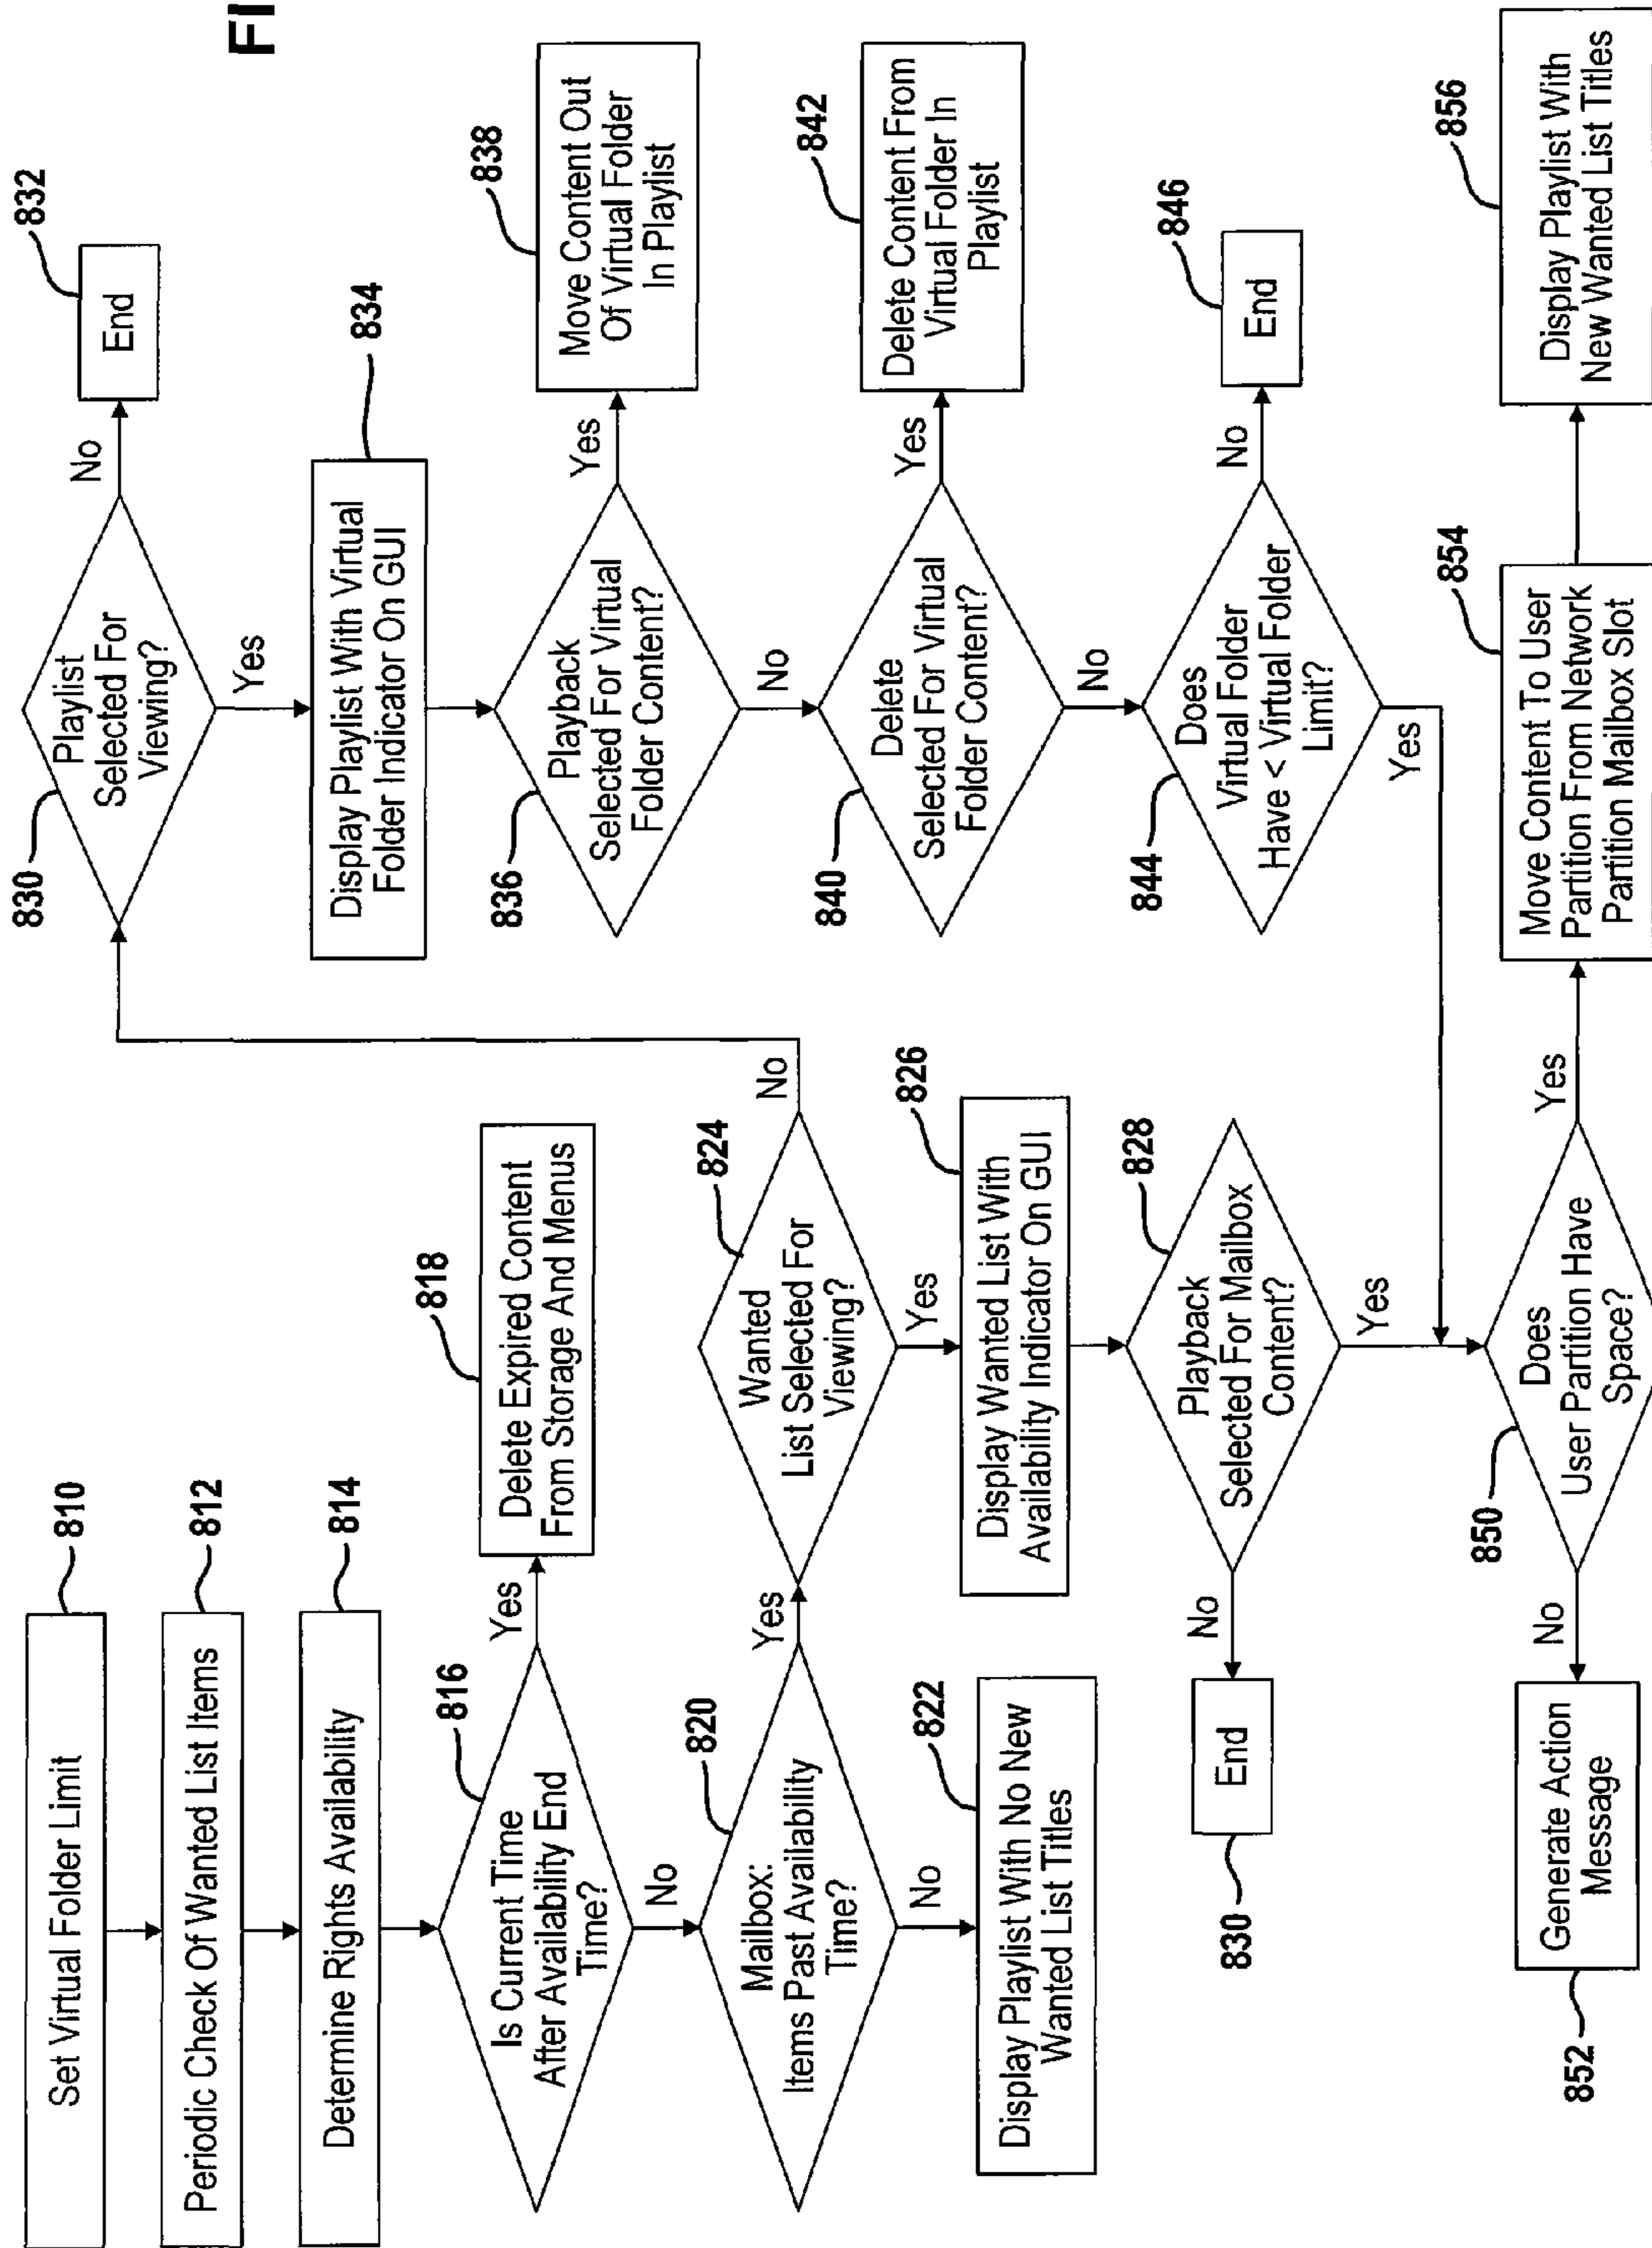 FI
810
Set Virtual Folder Limit
812
Periodic Check Of Wanted List Items
814
Determine Rights Availability
816
Is Current Time
After Availability End
Time?
Yes
No
818
Delete Expired Content
From Storage And Menus
820
Mailbox:
Items Past Availability
Time?
Yes
No
822
Display Playlist With No New
Wanted List Titles
824
Wanted
List Selected For
Viewing?
No
Yes
826
Display Wanted List With
Availability Indicator On GUI
828
Playback
Selected For Mailbox
Content?
No
Yes
End
830
830
Playlist
Selected For
Viewing?
No
Yes
832
End
834
Display Playlist With Virtual
Folder Indicator On GUI
836
Playback
Selected For Virtual
Folder Content?
Yes
No
838
Move Content Out
Of Virtual Folder
In Playlist
840
Delete
Selected For Virtual
Folder Content?
Yes
No
842
Delete Content From
Virtual Folder In
Playlist
844
Does
Virtual Folder
Have < Virtual Folder
Limit?
No
Yes
846
End
850
Does
User Partition Have
Space?
No
Yes
852
Generate Action
Message
854
Move Content To User
Partition From Network
Partition Mailbox Slot
856
Display Playlist With
New Wanted List Titles